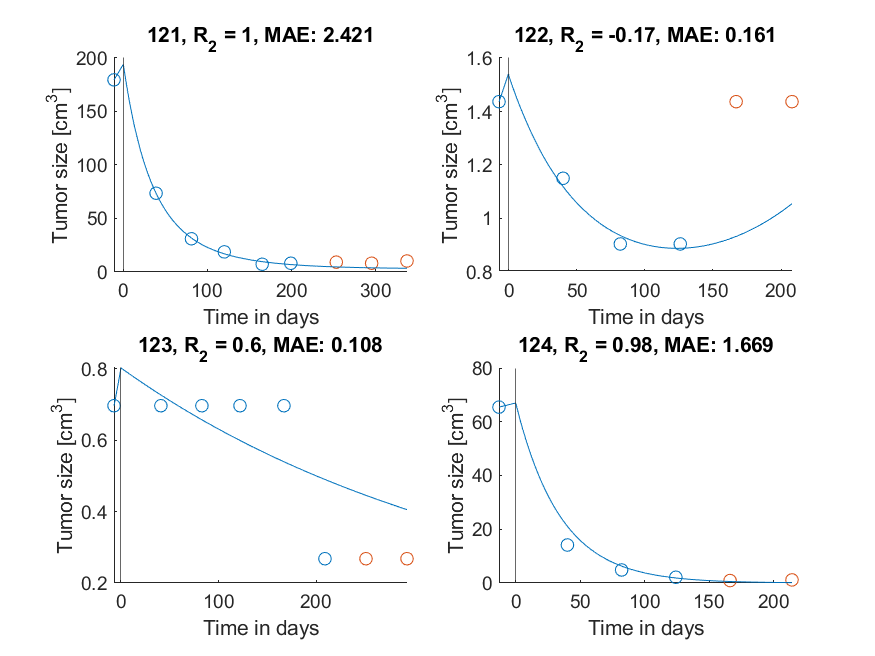 121, R2 = 1, MAE: 2.421
Tumor size [cm3]
200
150
100
50
0
0 100 200 300
Time in days
122, R2 = -0.17, MAE: 0.161
Tumor size [cm3]
1.6
1.4
1.2
1
0.8
0 50 100 150 200
Time in days
123, R2 = 0.6, MAE: 0.108
Tumor size [cm3]
0.8
0.6
0.4
0.2
0 100 200
Time in days
124, R2 = 0.98, MAE: 1.669
Tumor size [cm3]
80
60
40
20
0
0 50 100 150 200
Time in days